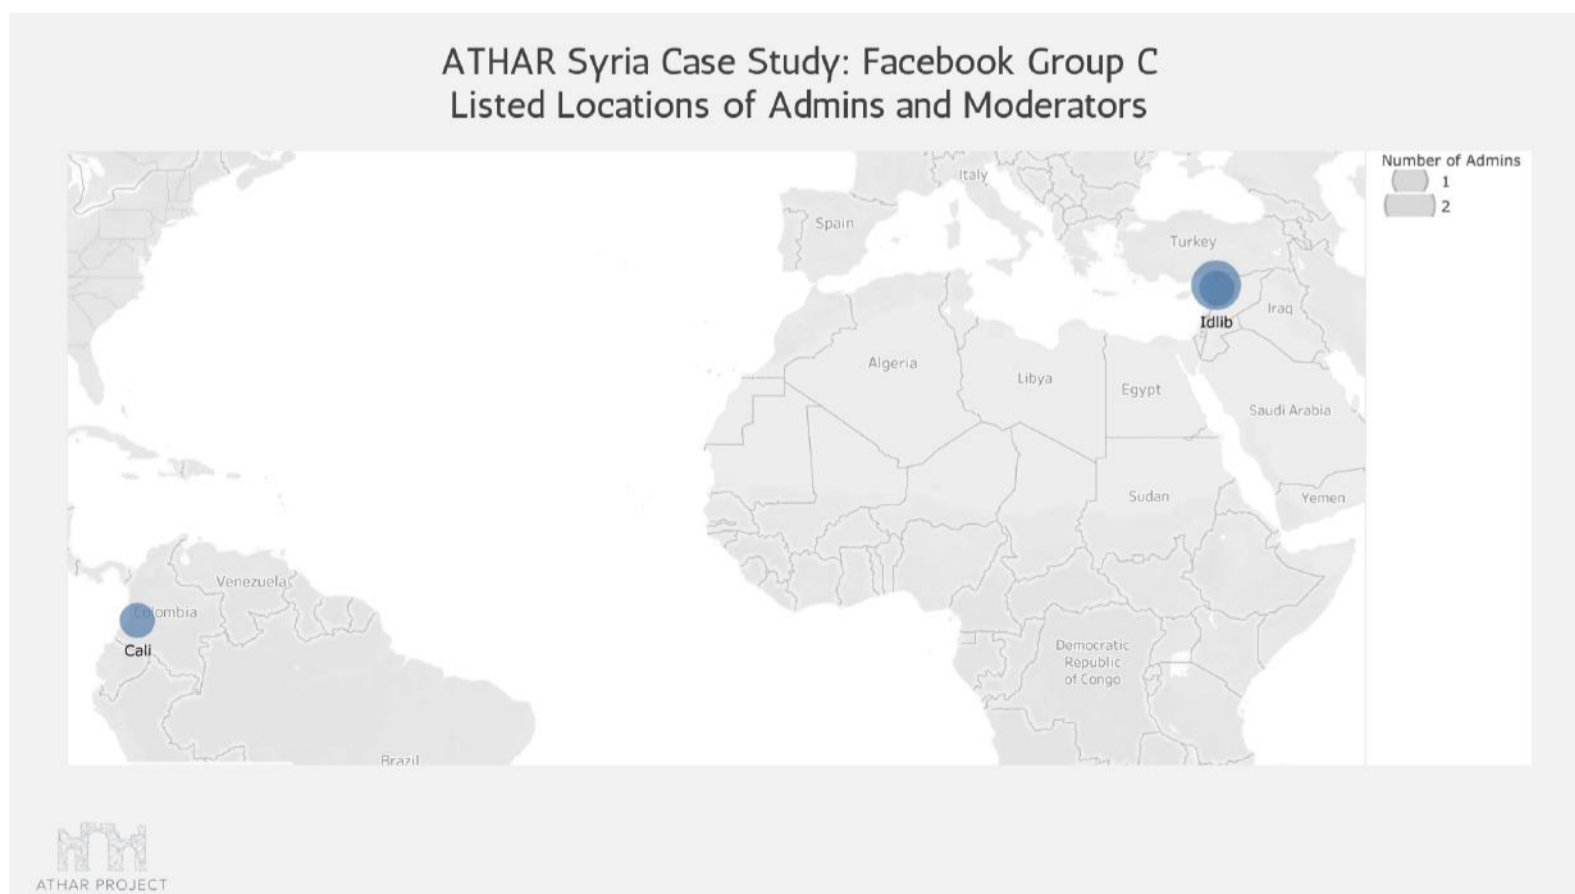 ATHAR Syria Case Study: Facebook Group C
Listed Locations of Admins and Moderators
Number of Admins
1
2
Italy
Spain
Turkey
Iraq
Idlib
Algeria
Libya
Egypt
Saudi Arabia
Sudan
Yemen
Venezuela
Colombia
Cali
Democratic
Republic
of Congo
Brazil
ATHAR PROJECT